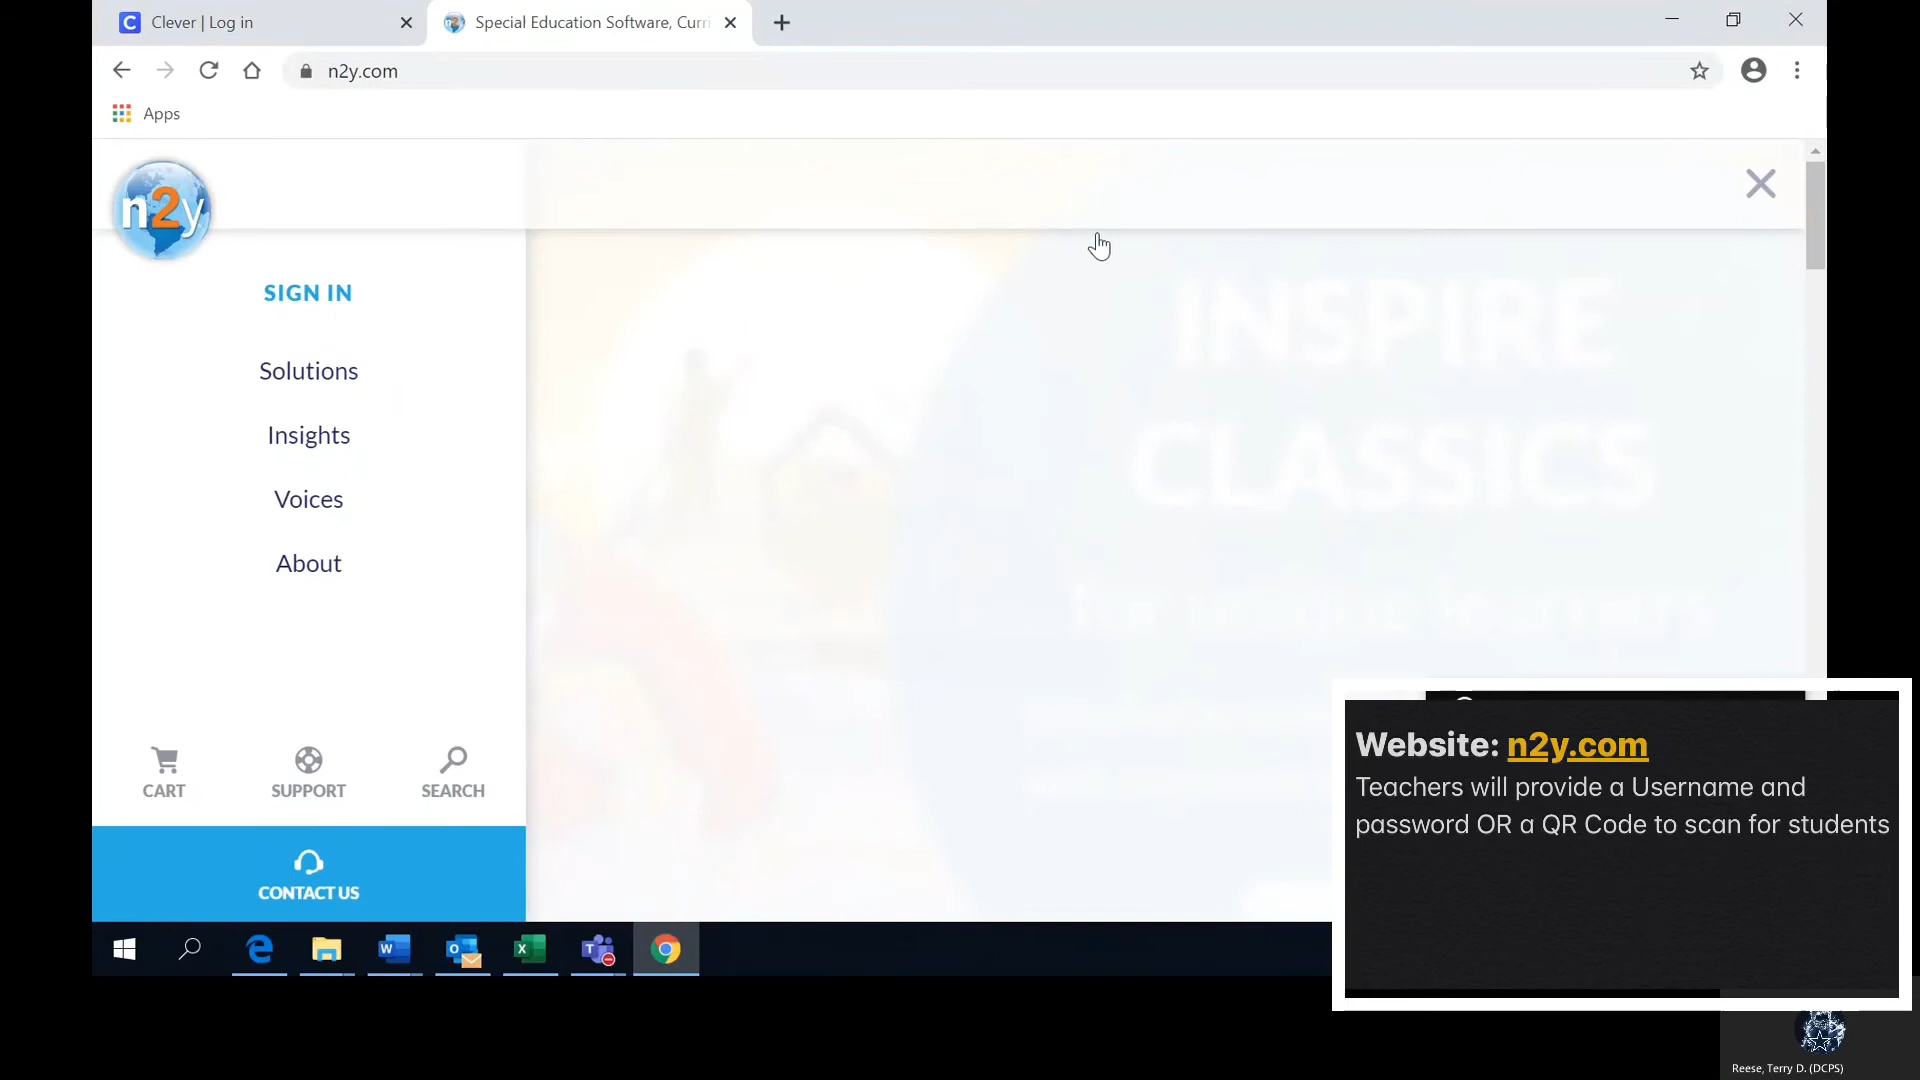 Clever | Log in
Special Education Software, Curri
n2y.com
Apps
n2y
SIGN IN
Solutions
Insights
Voices
About
CART
SUPPORT
SEARCH
CONTACT US
INSPIRE
CLASSICS
Website: n2y.com
Teachers will provide a Username and
password OR a QR Code to scan for students
Reese, Terry D. (DCPS)